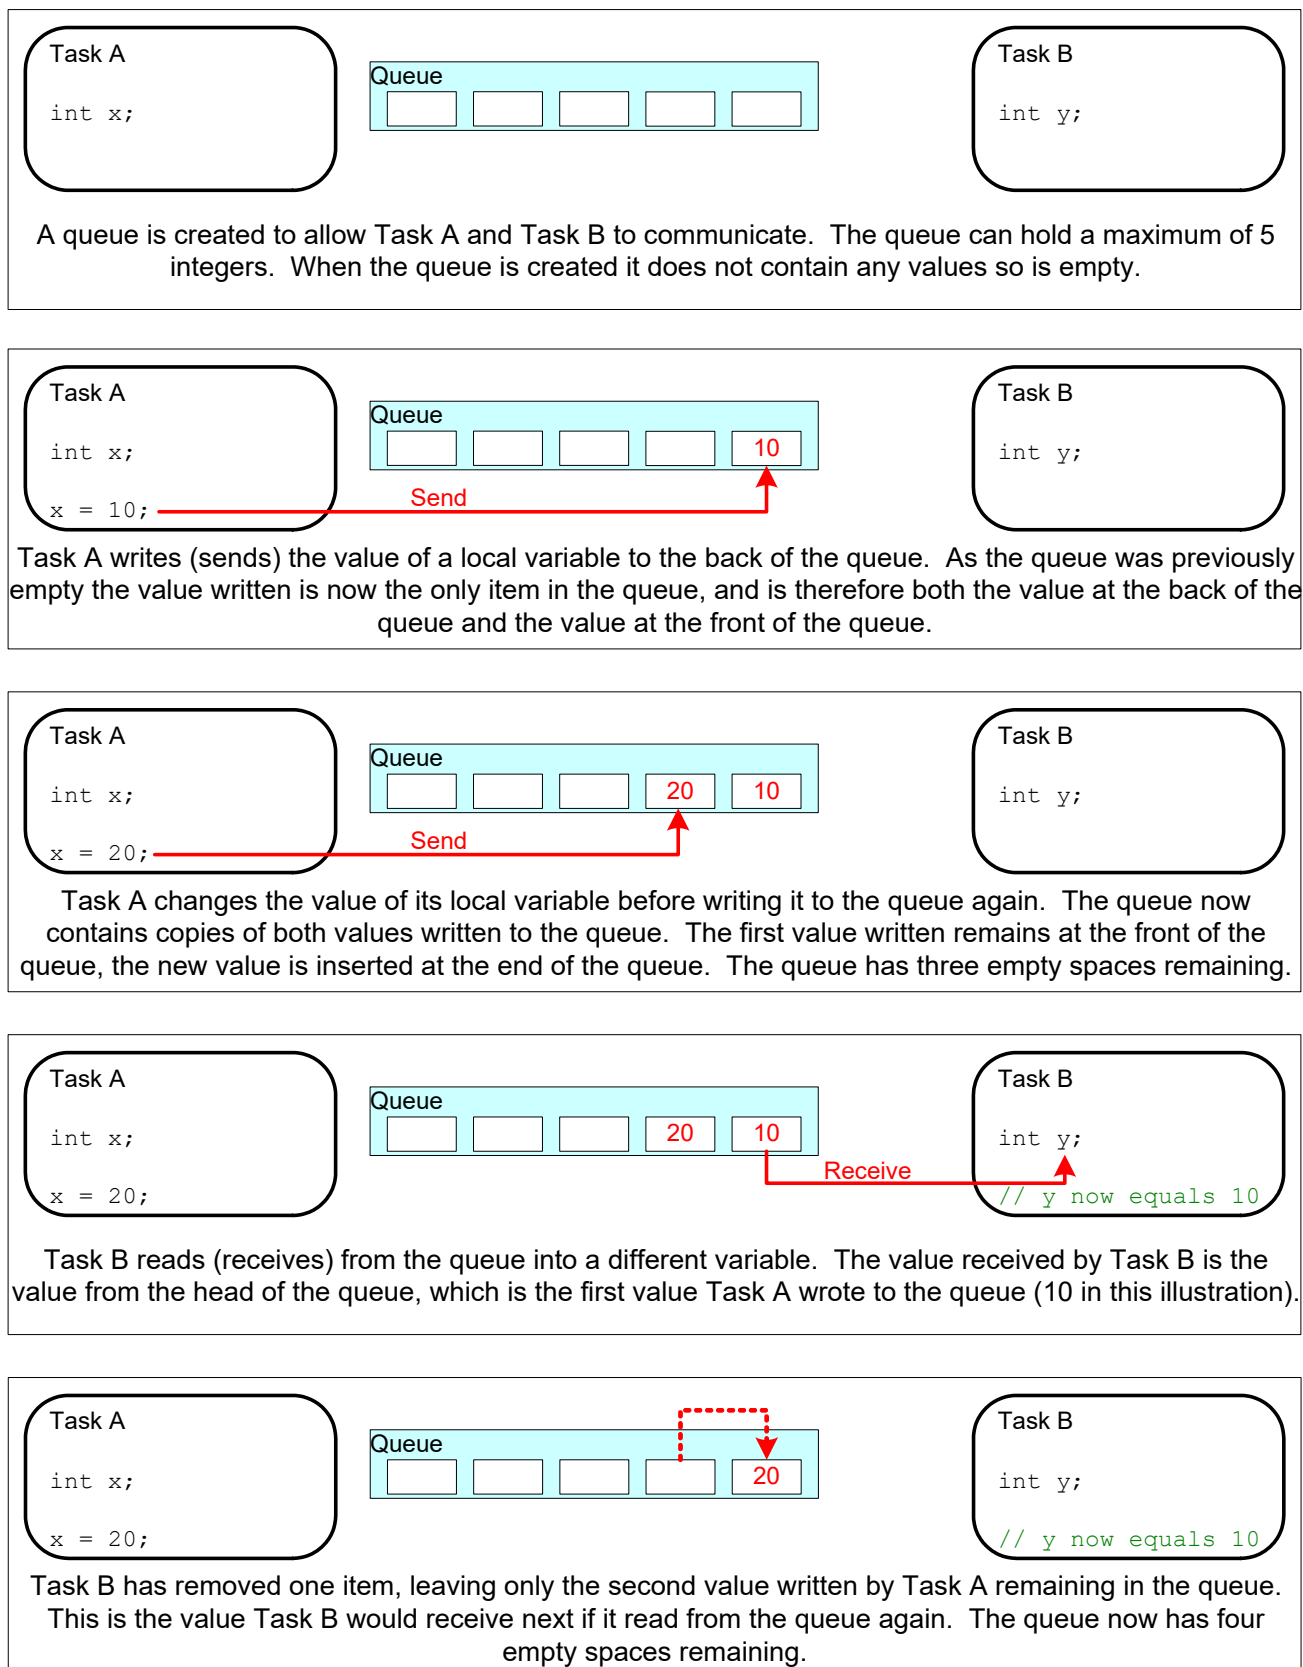 Task A
Queue
Task B
int x;
int y;
A queue is created to allow Task A and Task B to communicate.  The queue can hold a maximum of 5
integers.  When the queue is created it does not contain any values so is empty.
Task A
Queue
Task B
int x;
10
int y;
Send
x = 10;
Task A writes (sends) the value of a local variable to the back of the queue.  As the queue was previously
empty the value written is now the only item in the queue, and is therefore both the value at the back of the
queue and the value at the front of the queue.
Task A
Queue
Task B
int x;
20 10
int y;
Send
x = 20;
Task A changes the value of its local variable before writing it to the queue again.  The queue now
contains copies of both values written to the queue.  The first value written remains at the front of the
queue, the new value is inserted at the end of the queue.  The queue has three empty spaces remaining.
Task A
Queue
Task B
int x;
20 10
int y;
Receive
x = 20;
// y now equals 10
Task B reads (receives) from the queue into a different variable.  The value received by Task B is the
value from the head of the queue, which is the first value Task A wrote to the queue (10 in this illustration).
Task A
Queue
Task B
int x;
20
int y;
x = 20;
// y now equals 10
Task B has removed one item, leaving only the second value written by Task A remaining in the queue.
This is the value Task B would receive next if it read from the queue again.  The queue now has four
empty spaces remaining.